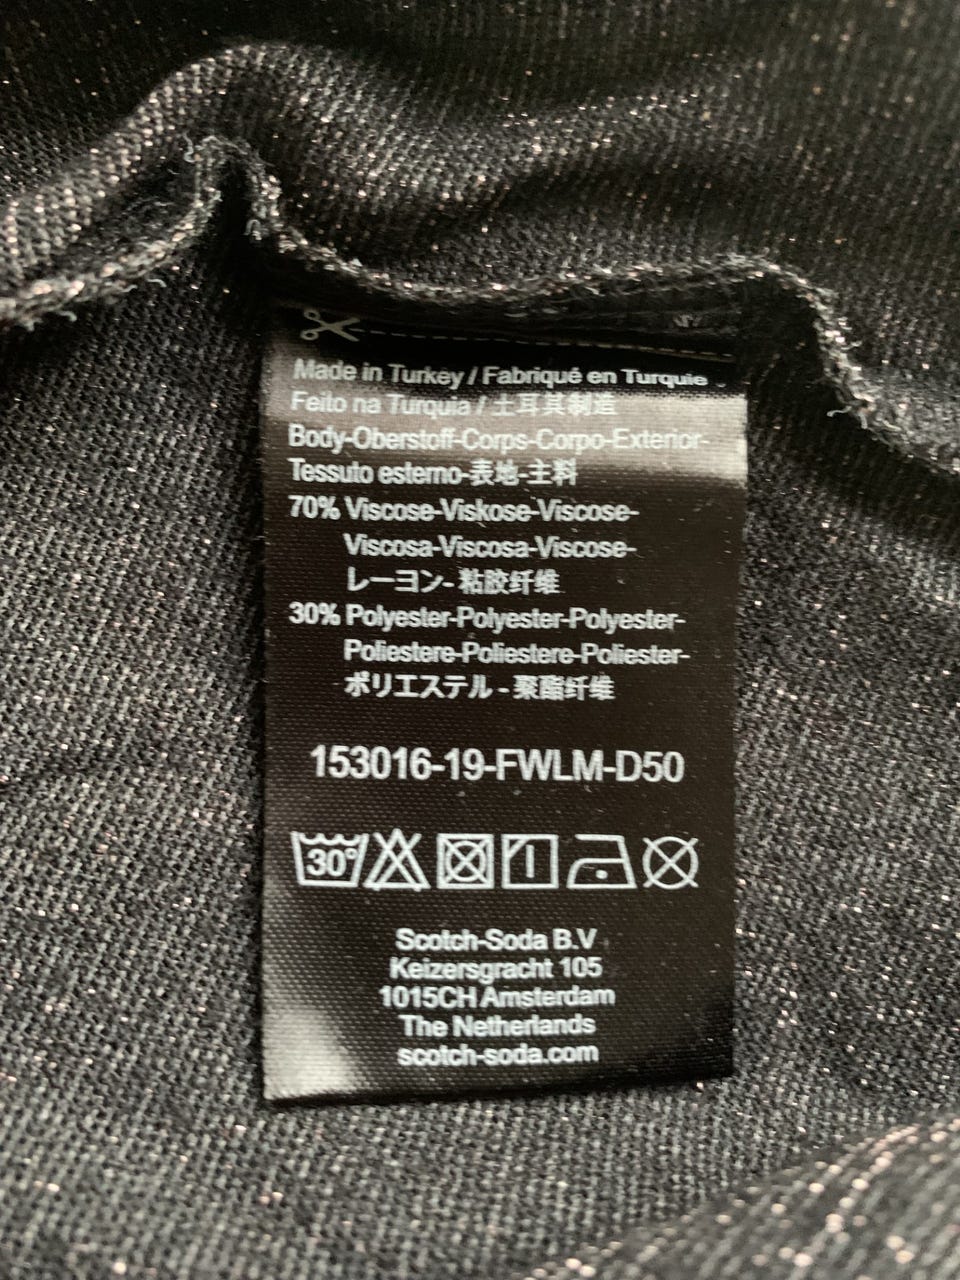 Made in Turkey / Fabriqué en Turquie
Feito na Turquia / 土耳其制造
Body-Oberstoff-Corps-Corpo-Exterior-
Tessuto esterno-表地-主料
70% Viscose-Viskose-Viscose-
Viscosa-Viscosa-Viscose-
レーヨン-粘胶纤维
30% Polyester-Polyester-Polyester-
Poliestere-Poliestere-Poliester-
ポリエステル-聚酯纤维
153016-19-FWLM-D50
30°
Scotch-Soda B.V
Keizersgracht 105
1015CH Amsterdam
The Netherlands
scotch-soda.com